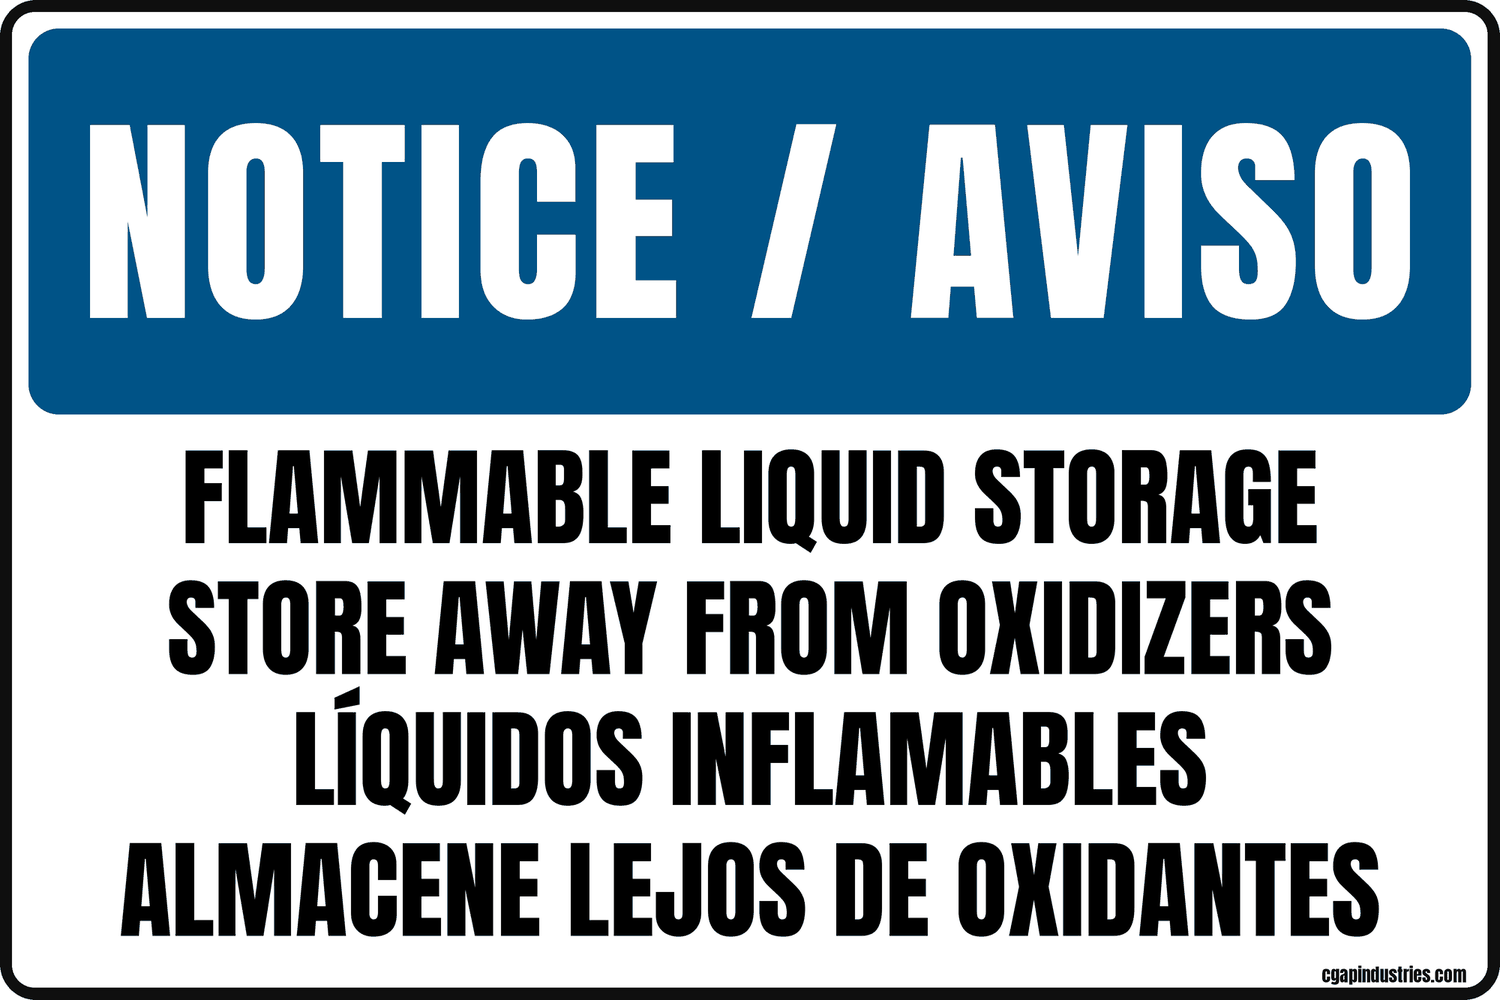 NOTICE / AVISO
FLAMMABLE LIQUID STORAGE
STORE AWAY FROM OXIDIZERS
LÍQUIDOS INFLAMABLES
ALMACENE LEJOS DE OXIDANTES
cgapindustries.com